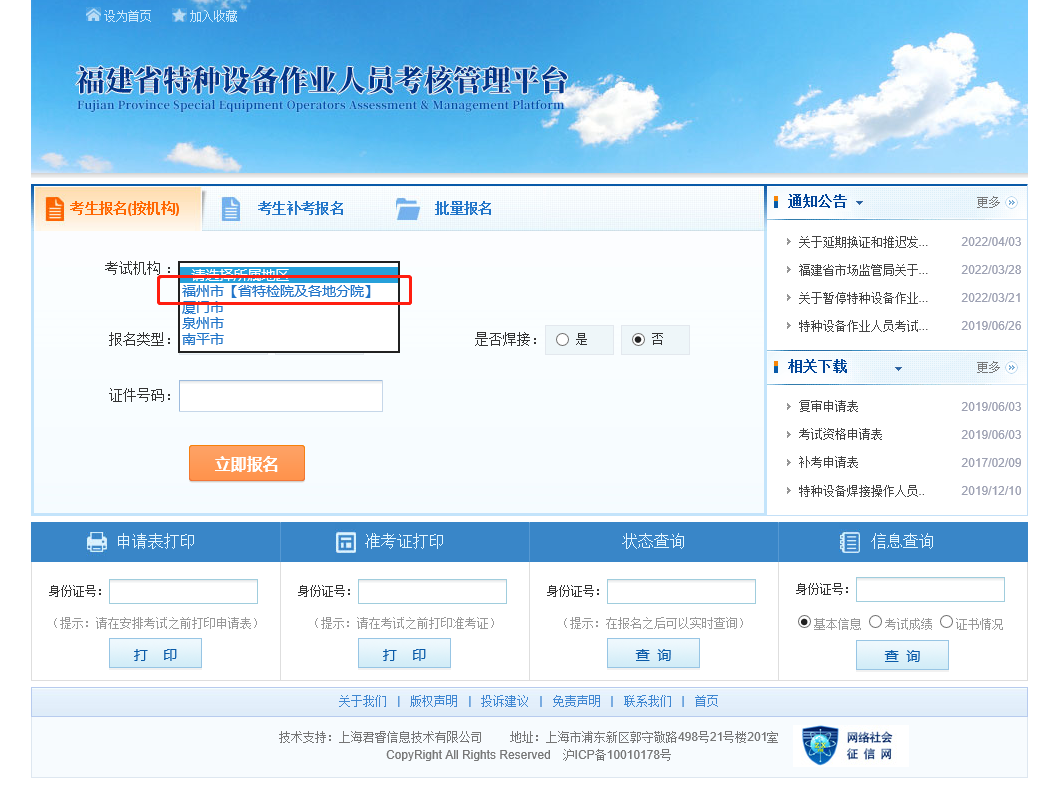 设为首页 加入收藏
福建省特种设备作业人员考核管理平台
Fujian Province Special Equipment Operators Assessment & Management Platform
考生报名(按机构) 考生补考报名 批量报名
考试机构：
请选择所属地区
福州市【省特检院及各地分院】
厦门市
泉州市
南平市
报名类型： 是否焊接： 是 否
证件号码：
立即报名
通知公告 更多
关于延期换证和推迟发... 2022/04/03
福建省市场监管局关于... 2022/03/28
关于暂停特种设备作业... 2022/03/21
特种设备作业人员考试... 2019/06/26
相关下载 更多
复审申请表 2019/06/03
考试资格申请表 2019/06/03
补考申请表 2017/02/09
特种设备焊接操作人员.. 2019/12/10
申请表打印
身份证号：
（提示：请在安排考试之前打印申请表）
打 印
准考证打印
身份证号：
（提示：请在考试之前打印准考证）
打 印
状态查询
身份证号：
（提示：在报名之后可以实时查询）
查 询
信息查询
身份证号：
基本信息 考试成绩 证书情况
查 询
关于我们 | 版权声明 | 投诉建议 | 免责声明 | 联系我们 | 首页
技术支持：上海君睿信息技术有限公司 地址：上海市浦东新区郭守敬路498号21号楼201室
CopyRight All Rights Reserved 沪ICP备10010178号
网络社会
征信网